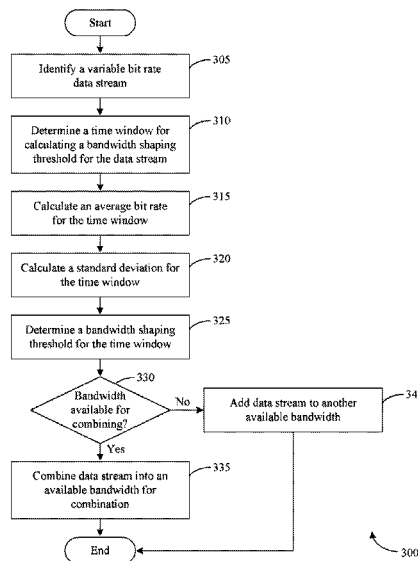 Start
Identify a variable bit rate
data stream
305
Determine a time window for
calculating a bandwidth shaping
threshold for the data stream
310
Calculate an average bit rate
for the time window
315
Calculate a standard deviation for
the time window
320
Determine a bandwidth shaping
threshold for the time window
325
330
Bandwidth
available for
combining?
No
Yes
Add data stream to another
available bandwidth
34
Combine data stream into an
available bandwidth for
combination
335
End
300